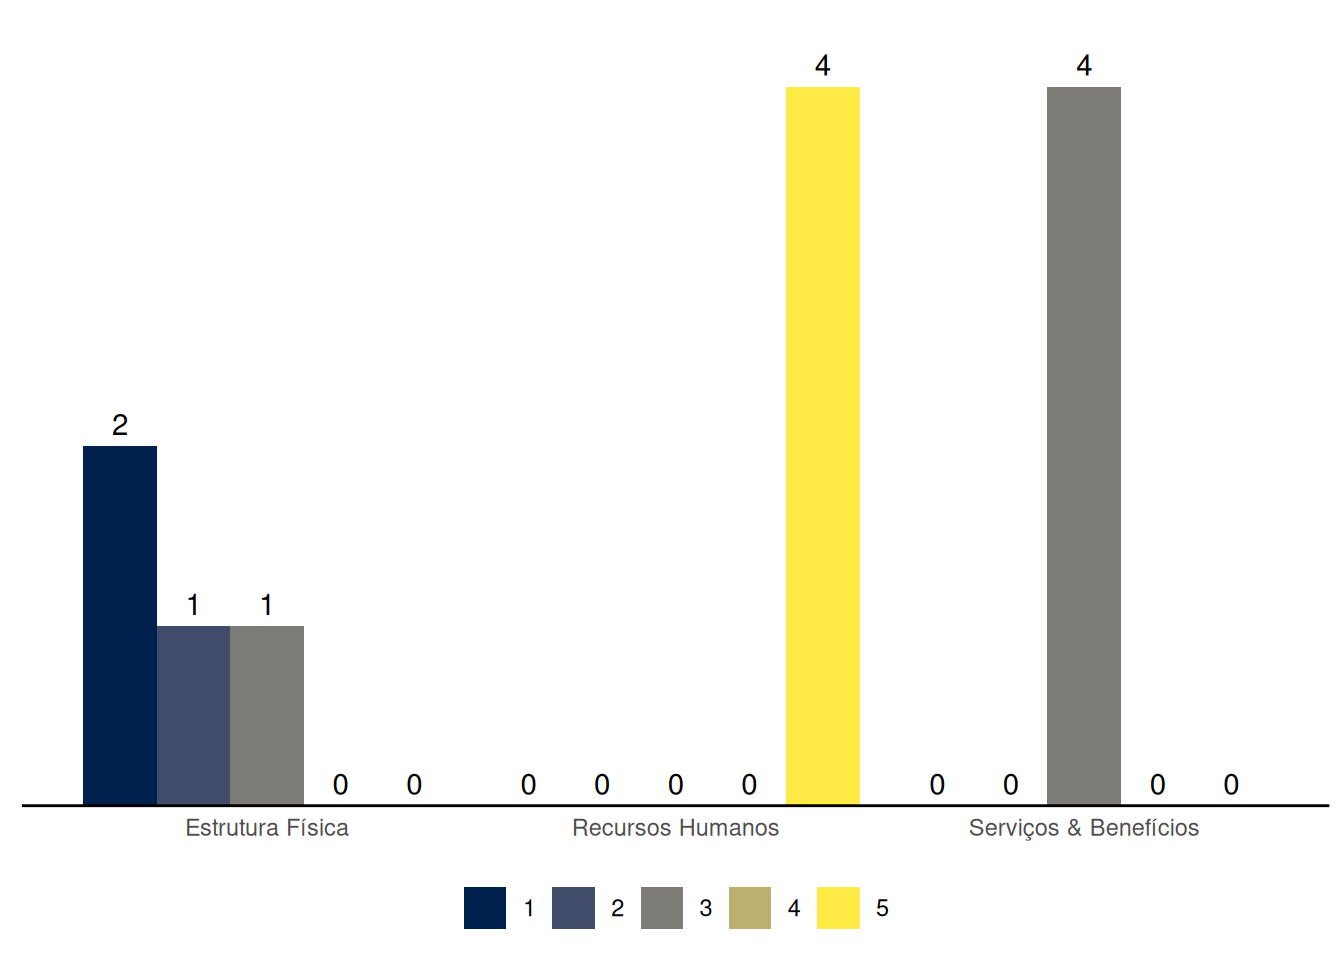 4 4
2
1 1
0 0 0 0 0 0 0 0 0 0
Estrutura Física Recursos Humanos Serviços & Benefícios
1 2 3 4 5